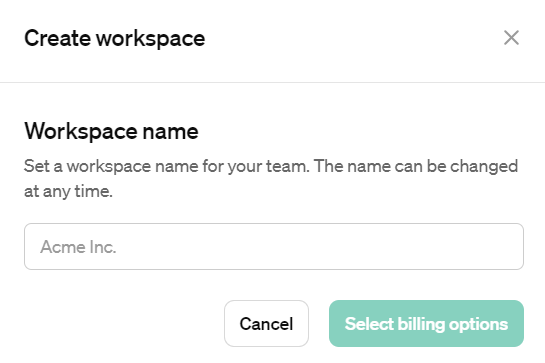 Create workspace
Workspace name
Set a workspace name for your team. The name can be changed
at any time.
Acme Inc.
Cancel
Select billing options